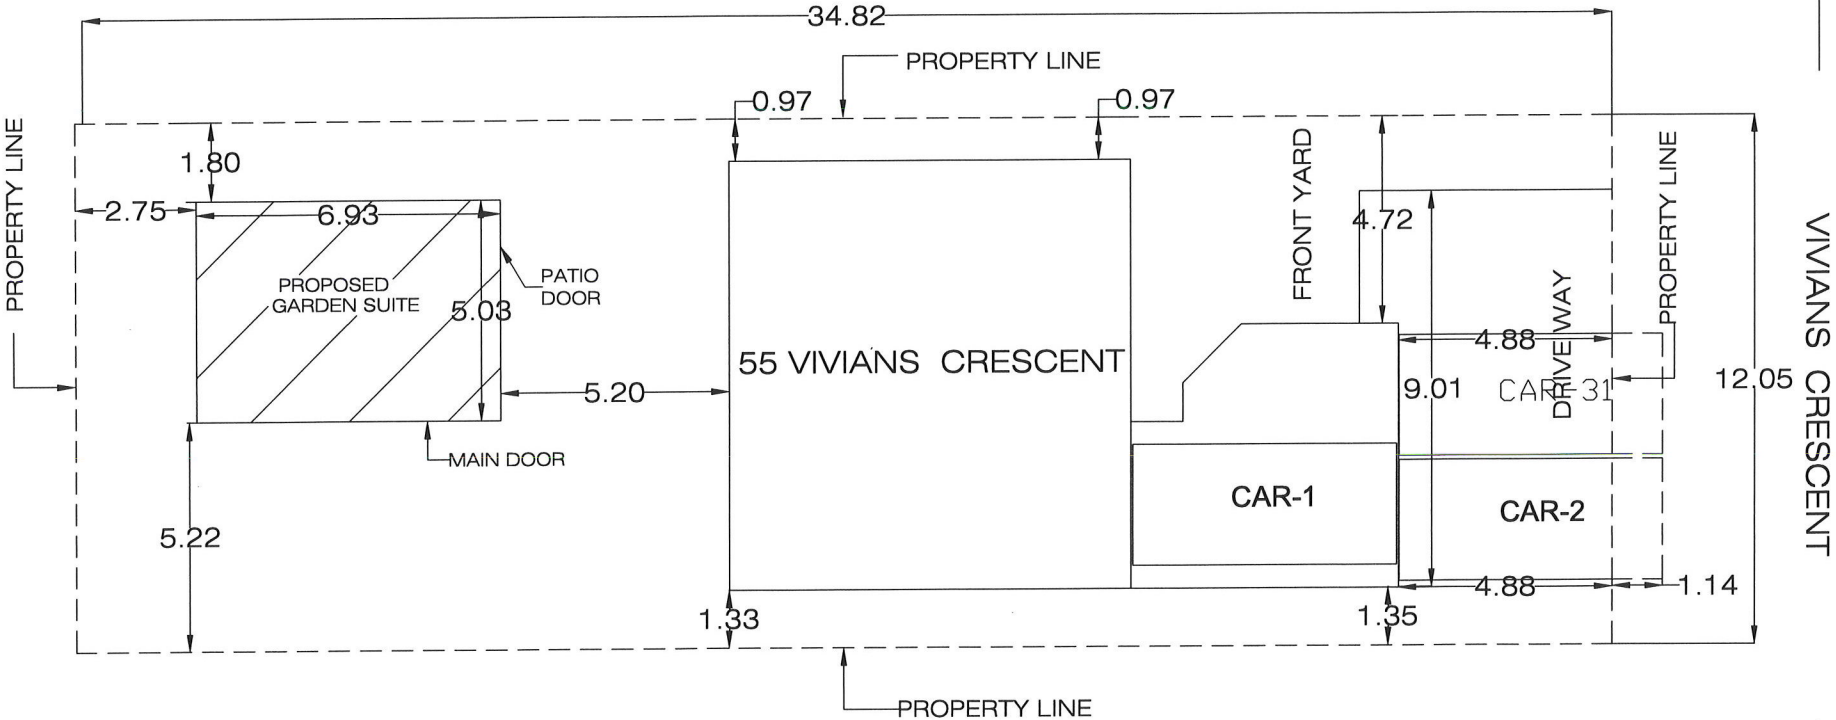 34.82
PROPERTY LINE
0.97
0.97
1.80
PROPERTY LINE
2.75
6.93
FRONT YARD
4.72
PROPERTY LINE
PROPOSED
GARDEN SUITE
5.03
PATIO
DOOR
DRIVEWAY
4.88
VIVIANS CRESCENT
55 VIVIANS CRESCENT
5.20
9.01
CAR-31
12.05
MAIN DOOR
CAR-1
CAR-2
5.22
4.88
1.14
1.33
1.35
PROPERTY LINE